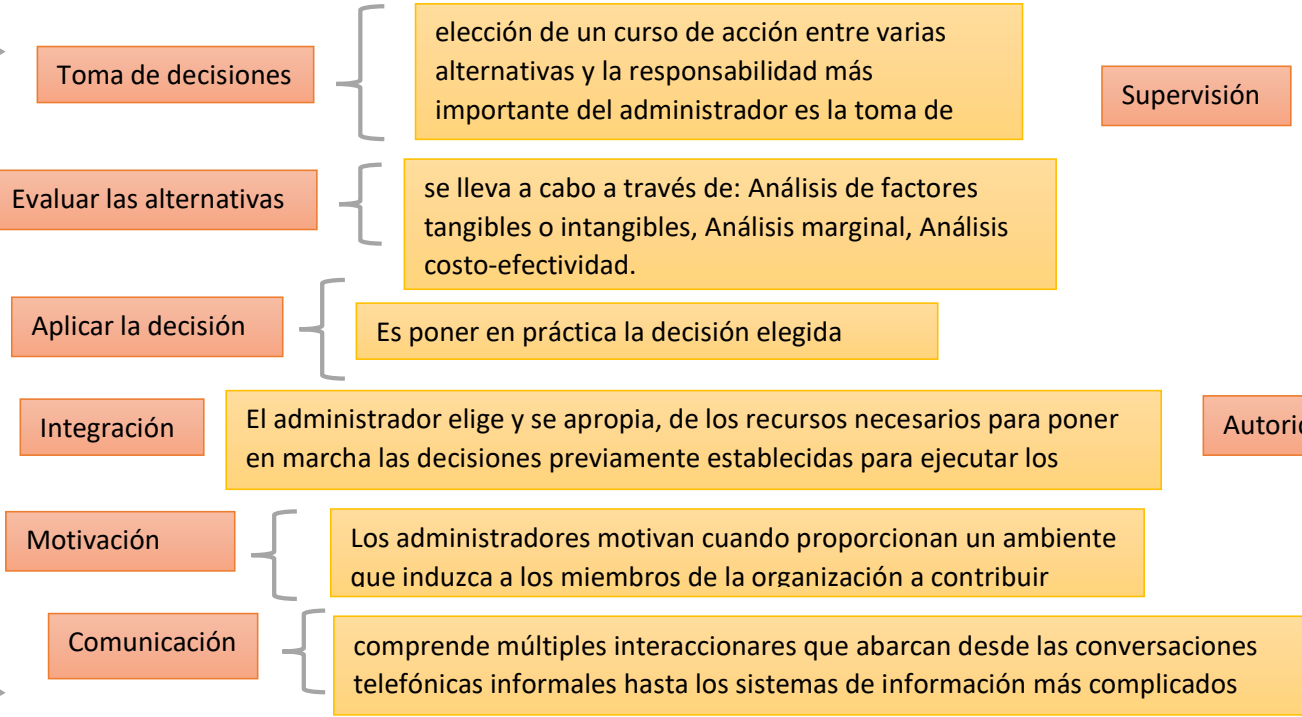 Toma de decisiones
elección de un curso de acción entre varias
alternativas y la responsabilidad más
importante del administrador es la toma de
Supervisión
Evaluar las alternativas
se lleva a cabo a través de: Análisis de factores
tangibles o intangibles, Análisis marginal, Análisis
costo-efectividad.
Aplicar la decisión
Es poner en práctica la decisión elegida
Integración
El administrador elige y se apropia, de los recursos necesarios para poner
en marcha las decisiones previamente establecidas para ejecutar los
Motivación
Los administradores motivan cuando proporcionan un ambiente
que induzca a los miembros de la organización a contribuir
Comunicación
comprende múltiples interaccionares que abarcan desde las conversaciones
telefónicas informales hasta los sistemas de información más complicados